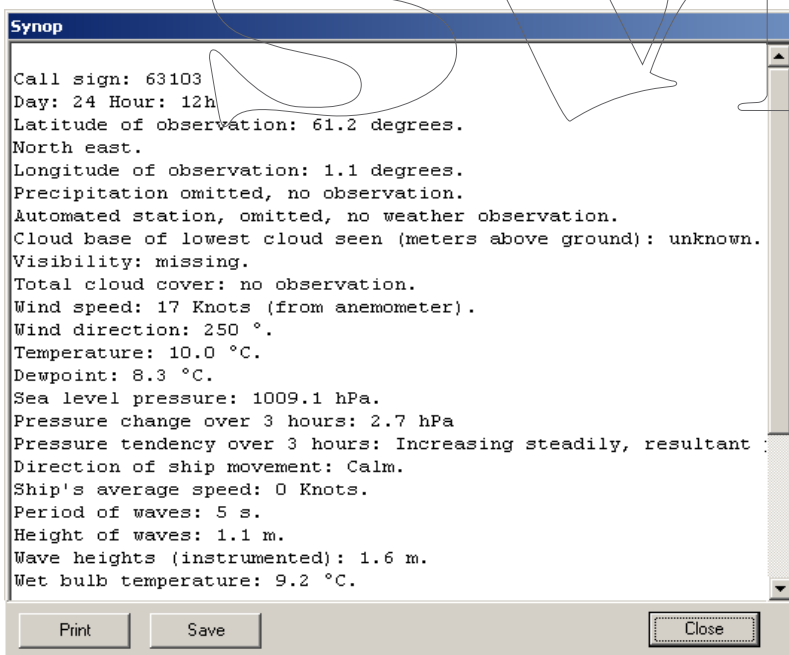 Synop
Call sign: 63103
Day: 24 Hour: 12h
Latitude of observation: 61.2 degrees.
North east.
Longitude of observation: 1.1 degrees.
Precipitation omitted, no observation.
Automated station, omitted, no weather observation.
Cloud base of lowest cloud seen (meters above ground): unknown.
Visibility: missing.
Total cloud cover: no observation.
Wind speed: 17 Knots (from anemometer).
Wind direction: 250 °.
Temperature: 10.0 °C.
Dewpoint: 8.3 °C.
Sea level pressure: 1009.1 hPa.
Pressure change over 3 hours: 2.7 hPa
Pressure tendency over 3 hours: Increasing steadily, resultant
Direction of ship movement: Calm.
Ship's average speed: 0 Knots.
Period of waves: 5 s.
Height of waves: 1.1 m.
Wave heights (instrumented): 1.6 m.
Wet bulb temperature: 9.2 °C.
Print Save Close